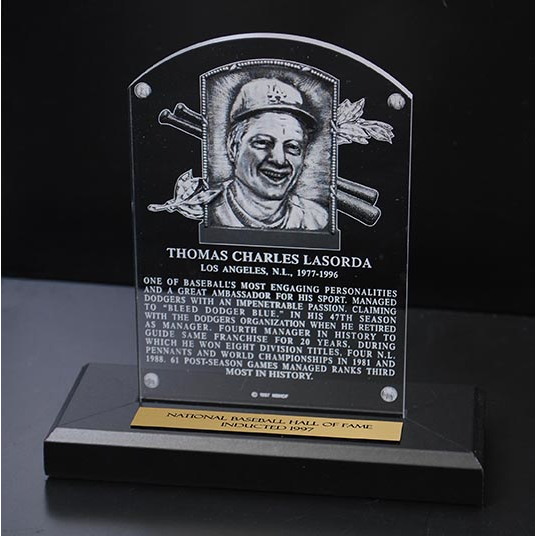 LA
THOMAS CHARLES LASORDA
LOS ANGELES, N.L., 1977-1996
ONE OF BASEBALL'S MOST ENGAGING PERSONALITIES
AND A GREAT AMBASSADOR FOR HIS SPORT. MANAGED
DODGERS WITH AN IMPENETRABLE PASSION, CLAIMING
TO "BLEED DODGER BLUE." IN HIS 47TH SEASON
WITH THE DODGERS ORGANIZATION WHEN HE RETIRED
AS MANAGER. FOURTH MANAGER IN HISTORY TO
GUIDE SAME FRANCHISE FOR 20 YEARS, DURING
WHICH HE WON EIGHT DIVISION TITLES, FOUR N.L.
PENNANTS AND WORLD CHAMPIONSHIPS IN 1981 AND
1988. 61 POST-SEASON GAMES MANAGED RANKS THIRD
MOST IN HISTORY.
© 1997 NBHOF
NATIONAL BASEBALL HALL OF FAME
INDUCTED 1997